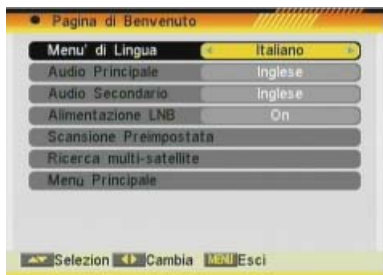 Pagina di Benvenuto
Menu' di Lingua Italiano
Audio Principale Inglese
Audio Secondario Inglese
Alimentazione LNB On
Scansione Preimpostata
Ricerca multi-satellite
Menu Principale
Selezion Cambia MENU Esci